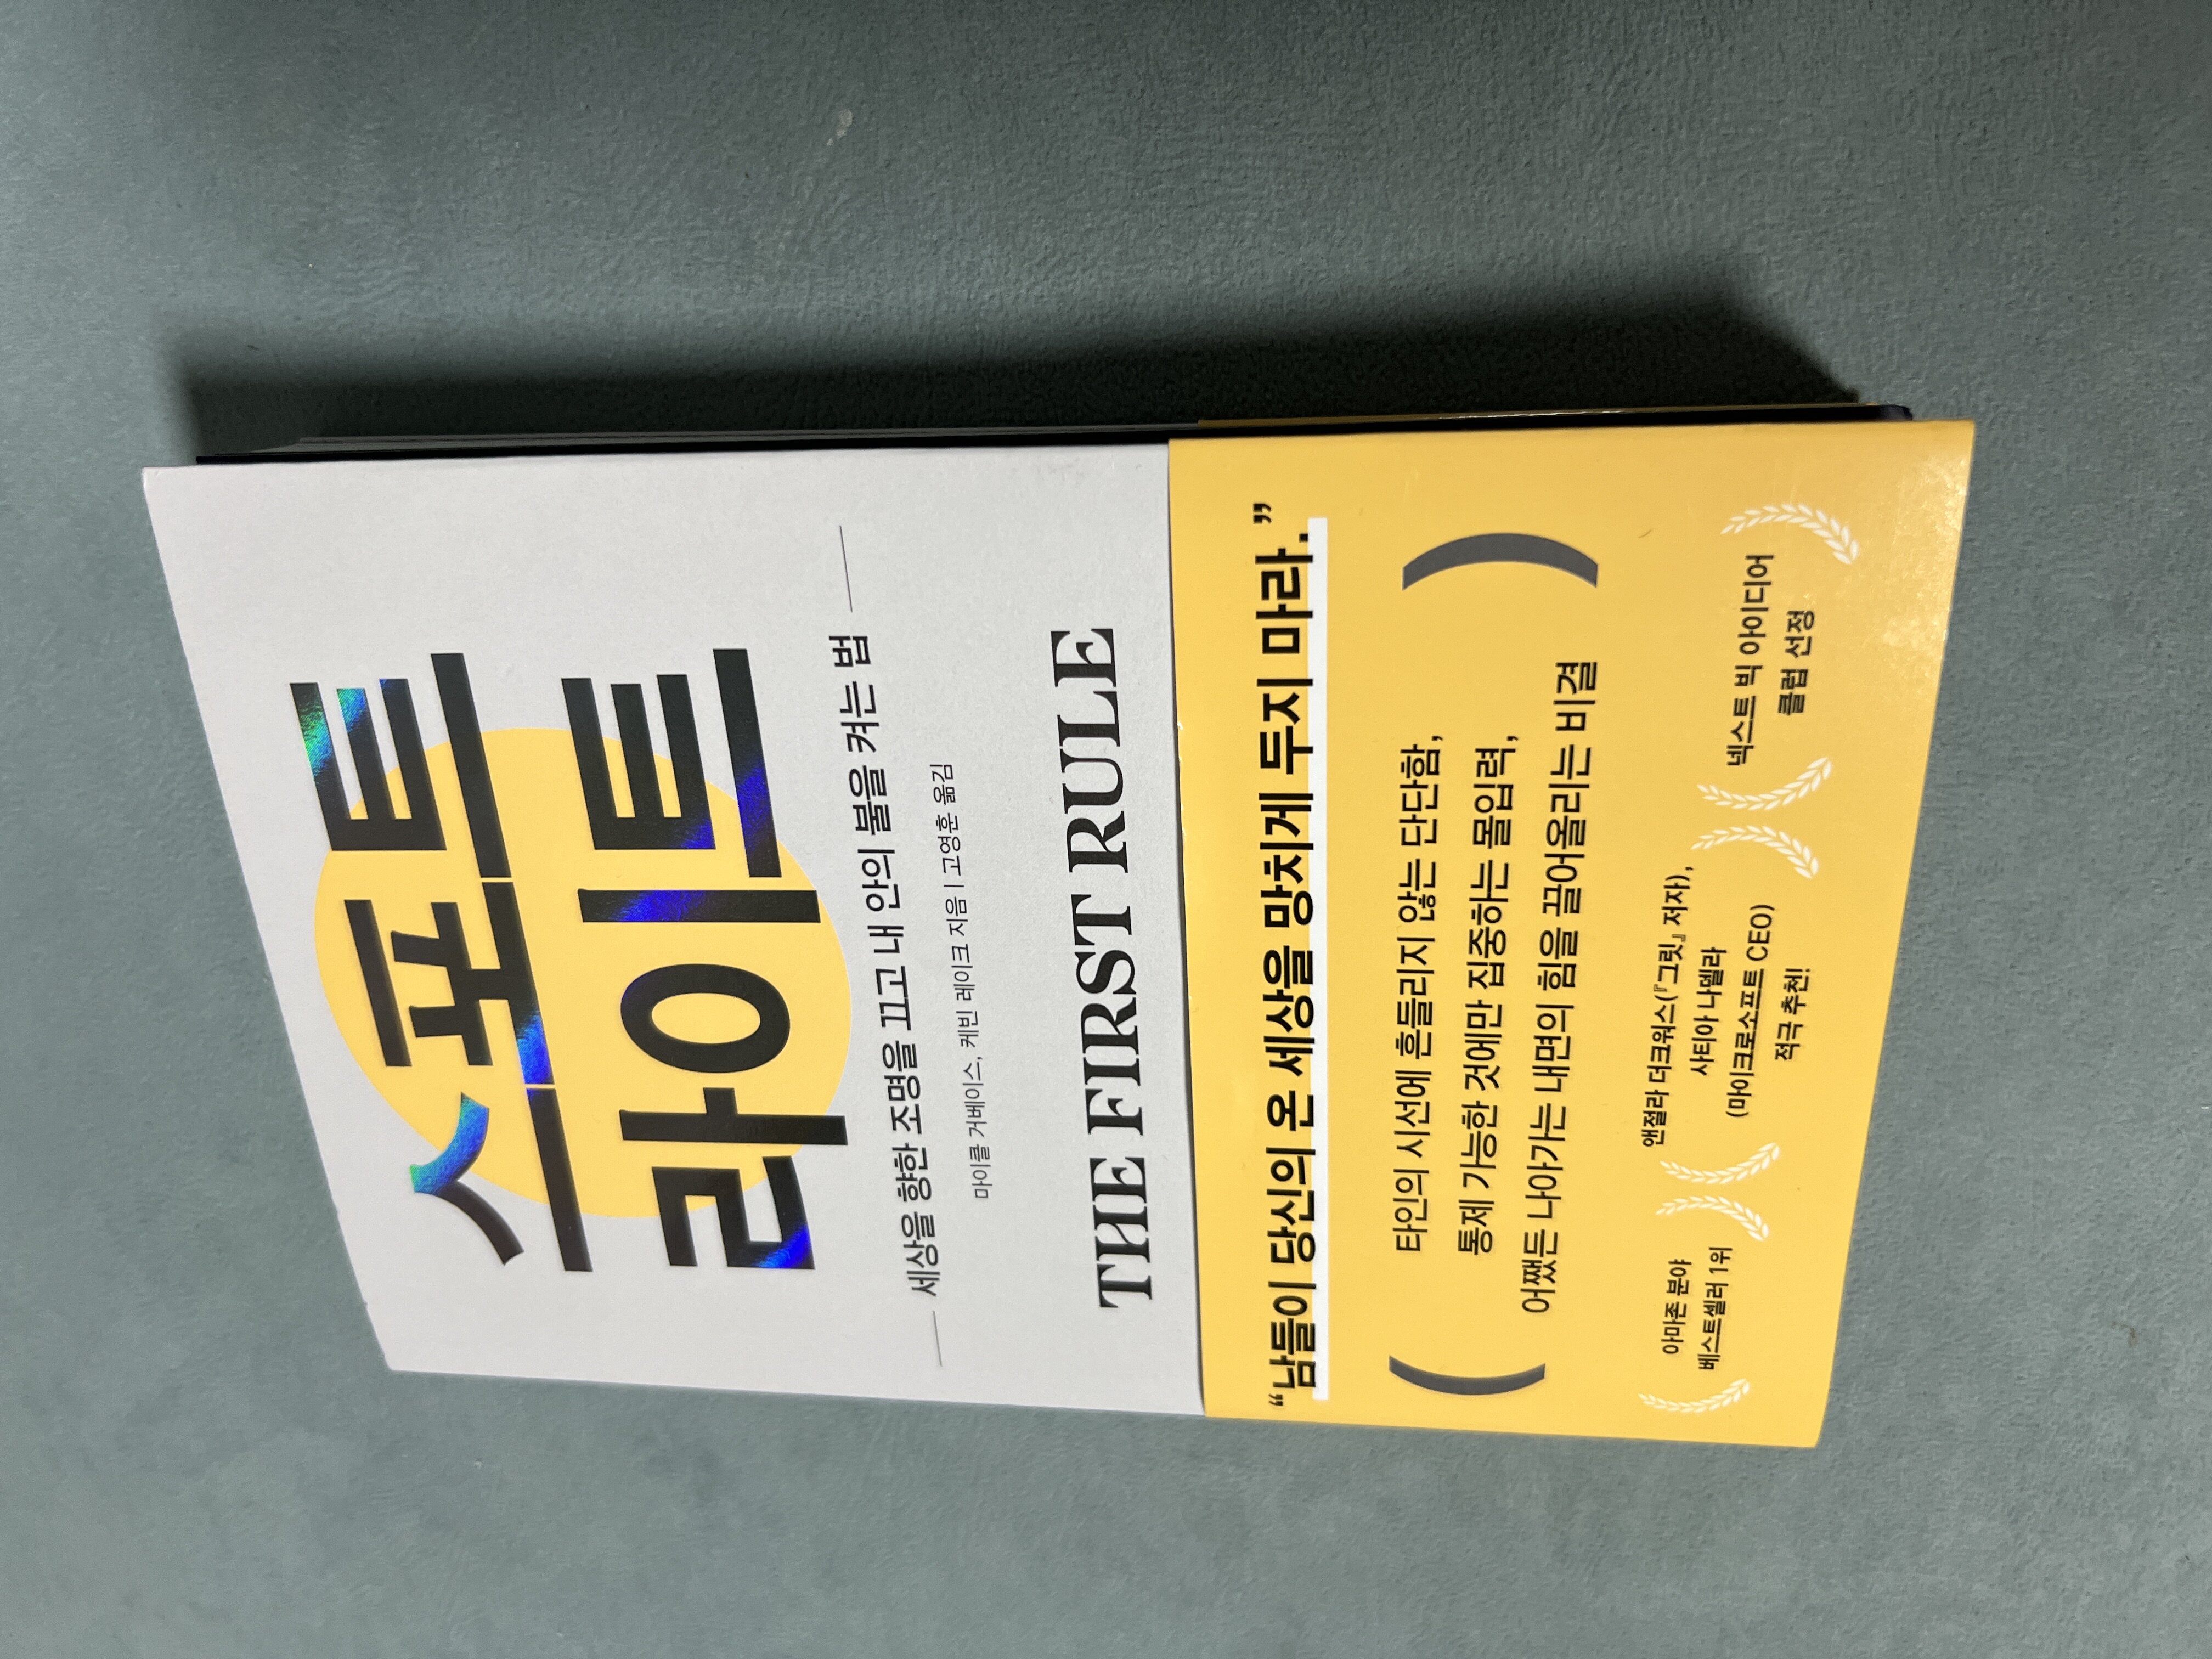 스포트
라이트
세상을 향한 조명을 끄고 내 안의 불을 켜는 법
마이클 거베이스, 케빈 레이크 지음 | 고영훈 옮김
THE FIRST RULE
“남들이 당신의 온 세상을 망치게 두지 마라.”
타인의 시선에 흔들리지 않는 단단함,
통제 가능한 것에만 집중하는 몰입력,
어쨌든 나아가는 내면의 힘을 끌어올리는 비결
아마존 분야
베스트셀러 1위
앤절라 더크워스(『그릿』 저자),
사티아 나델라
(마이크로소프트 CEO)
적극 추천!
넥스트 빅 아이디어
클럽 선정